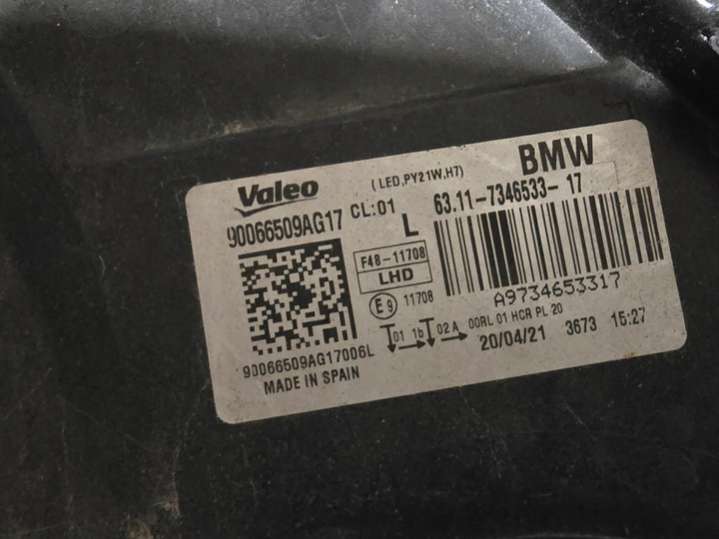 Valeo (LED,PY21W,H7) BMW
90066509AG17 CL:01 L 63.11-7346533-17
F48-11708
LHD
E9 11708
A9734653317
01 1b 02A 00RL 01 HCR PL 20
90066509AG17006L 20/04/21 3673 15:27
MADE IN SPAIN